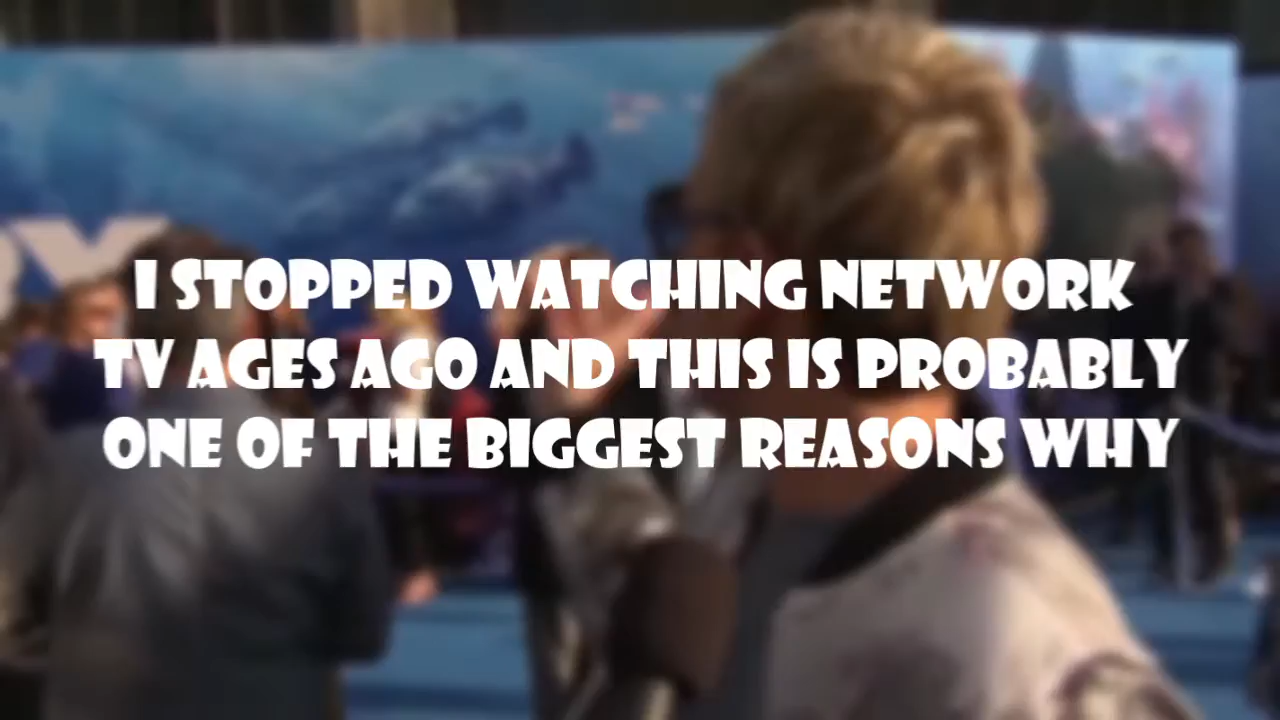 I STOPPED WATCHING NETWORK
TV AGES AGO AND THIS IS PROBABLY
ONE OF THE BIGGEST REASONS WHY